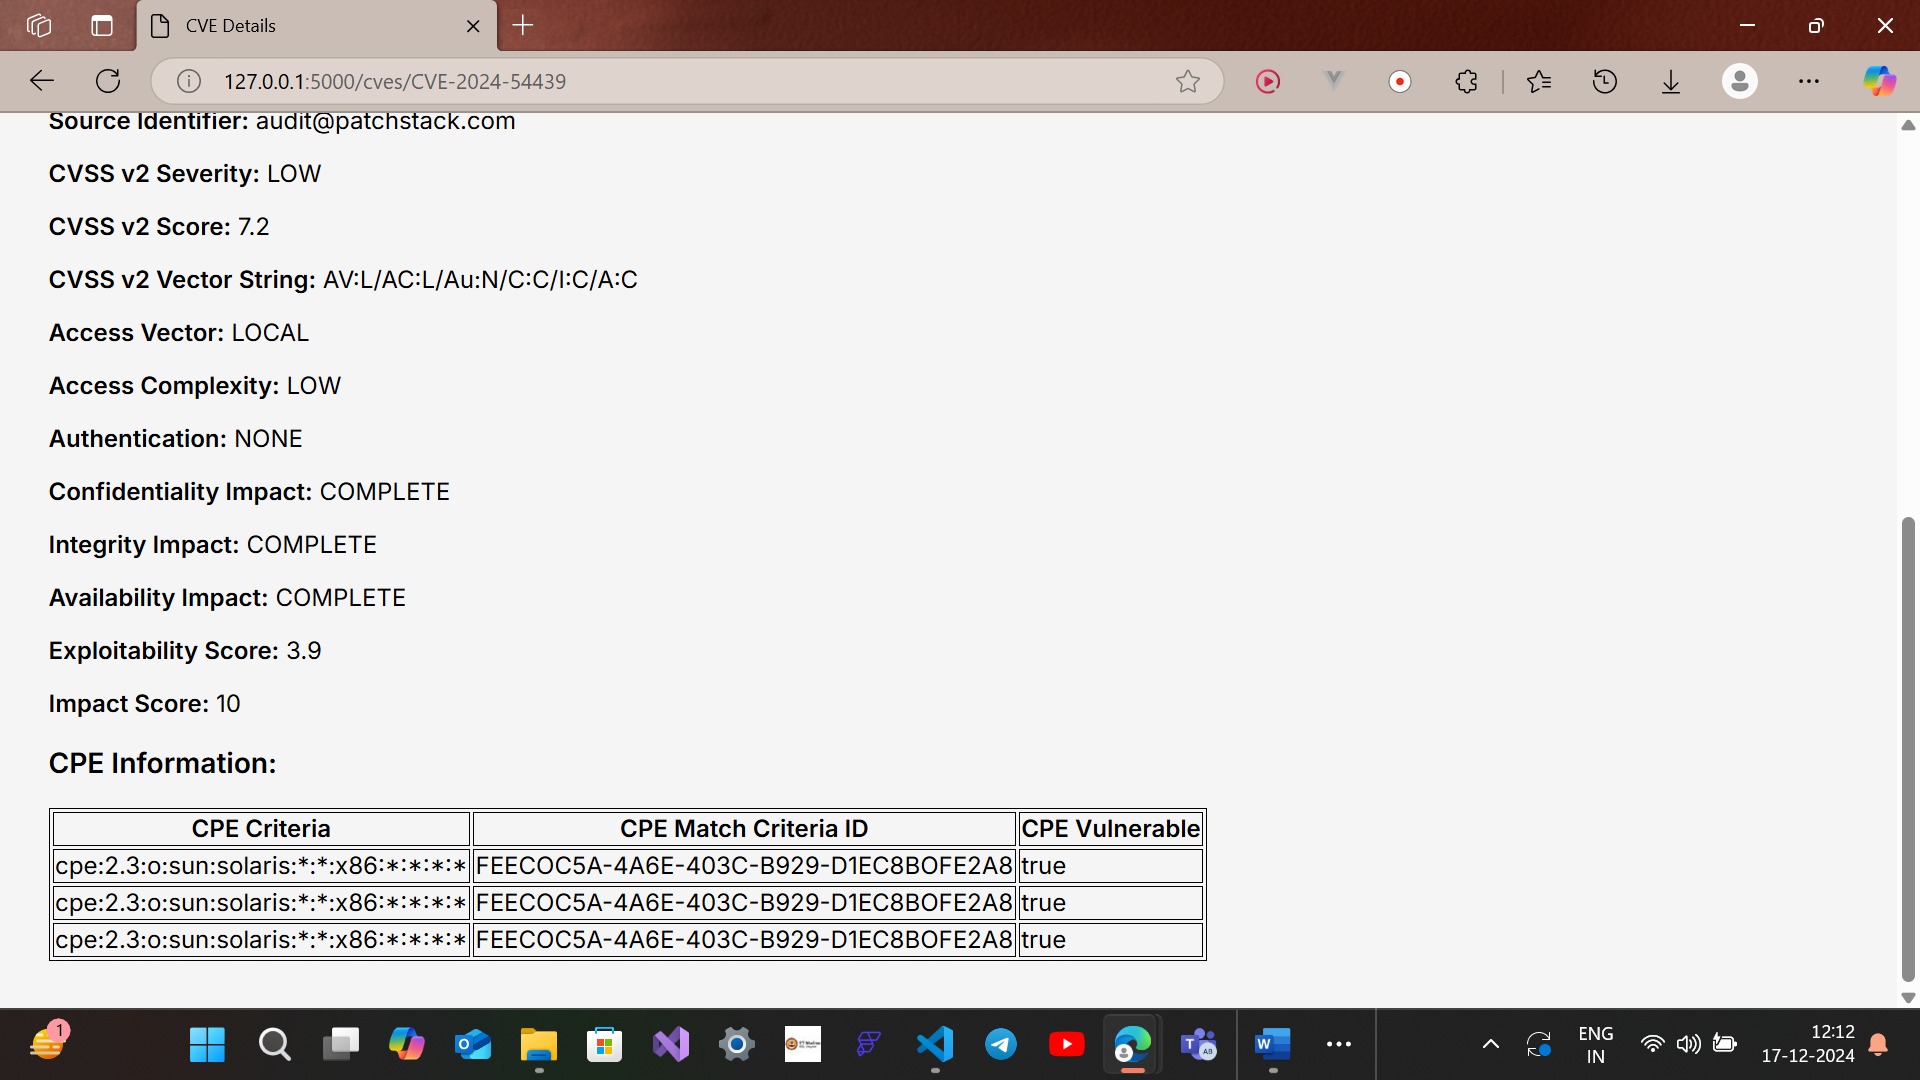 CVE Details
127.0.0.1:5000/cves/CVE-2024-54439
Source Identifier: audit@patchstack.com
CVSS v2 Severity: LOW
CVSS v2 Score: 7.2
CVSS v2 Vector String: AV:L/AC:L/Au:N/C:C/I:C/A:C
Access Vector: LOCAL
Access Complexity: LOW
Authentication: NONE
Confidentiality Impact: COMPLETE
Integrity Impact: COMPLETE
Availability Impact: COMPLETE
Exploitability Score: 3.9
Impact Score: 10
CPE Information:
CPE Criteria CPE Match Criteria ID CPE Vulnerable
cpe:2.3:o:sun:solaris:*:*:x86:*:*:*:* FEECOC5A-4A6E-403C-B929-D1EC8BOFE2A8 true
cpe:2.3:o:sun:solaris:*:*:x86:*:*:*:* FEECOC5A-4A6E-403C-B929-D1EC8BOFE2A8 true
cpe:2.3:o:sun:solaris:*:*:x86:*:*:*:* FEECOC5A-4A6E-403C-B929-D1EC8BOFE2A8 true
1
ENG
IN
12:12
17-12-2024